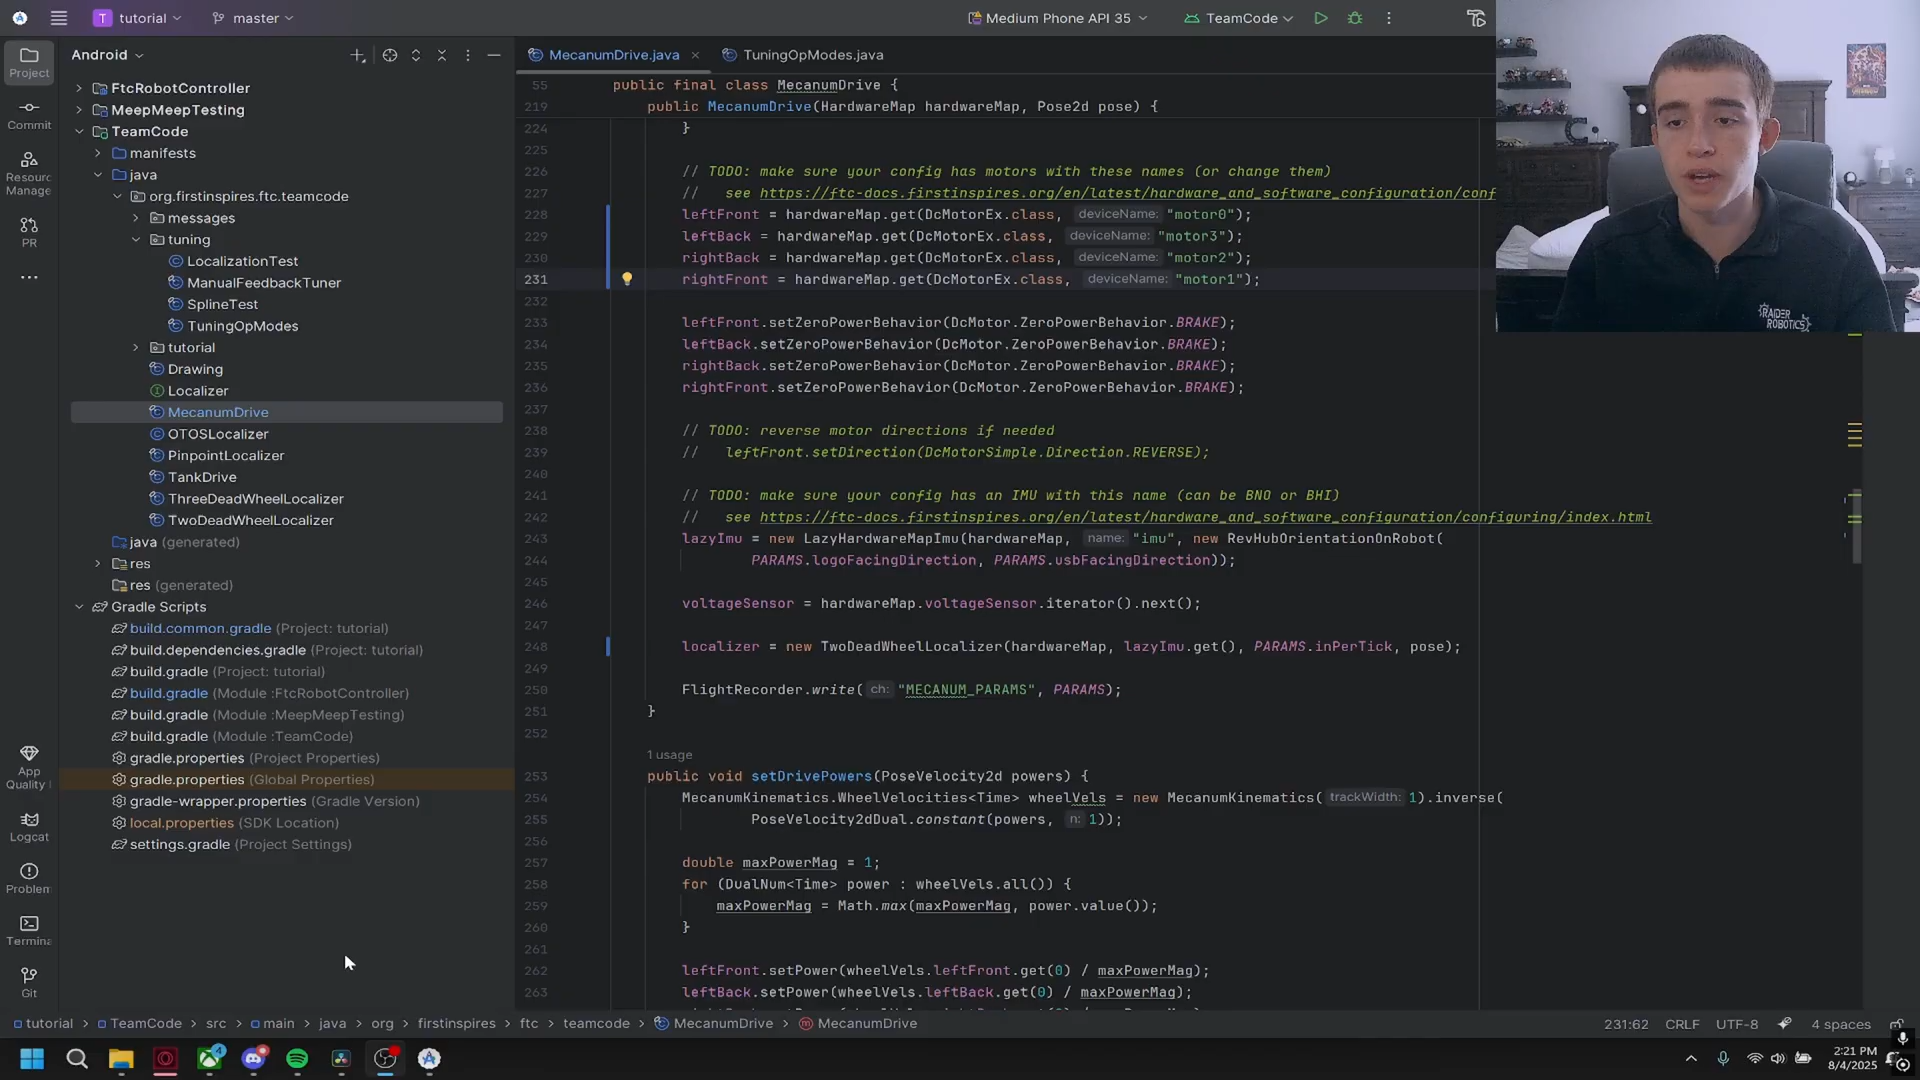 T tutorial
master
Medium Phone API 35
TeamCode
Project
Commit
Resour
Manage
PR
App
Quality
Logcat
Problem
Termina
Git
Android
FtcRobotController
MeepMeepTesting
TeamCode
manifests
java
org.firstinspires.ftc.teamcode
messages
tuning
LocalizationTest
ManualFeedbackTuner
SplineTest
TuningOpModes
tutorial
Drawing
Localizer
MecanumDrive
OTOSLocalizer
PinpointLocalizer
TankDrive
ThreeDeadWheelLocalizer
TwoDeadWheelLocalizer
java (generated)
res
res (generated)
Gradle Scripts
build.common.gradle (Project: tutorial)
build.dependencies.gradle (Project: tutorial)
build.gradle (Project: tutorial)
build.gradle (Module :FtcRobotController)
build.gradle (Module :MeepMeepTesting)
build.gradle (Module :TeamCode)
gradle.properties (Project Properties)
gradle.properties (Global Properties)
gradle-wrapper.properties (Gradle Version)
local.properties (SDK Location)
settings.gradle (Project Settings)
MecanumDrive.java
TuningOpModes.java
55 public final class MecanumDrive {
219 public MecanumDrive(HardwareMap hardwareMap, Pose2d pose) {
224 }
225
226 // TODO: make sure your config has motors with these names (or change them)
227 // see https://ftc-docs.firstinspires.org/en/latest/hardware_and_software_configuration/conf
228 leftFront = hardwareMap.get(DcMotorEx.class, deviceName: "motor0");
229 leftBack = hardwareMap.get(DcMotorEx.class, deviceName: "motor3");
230 rightBack = hardwareMap.get(DcMotorEx.class, deviceName: "motor2");
231 rightFront = hardwareMap.get(DcMotorEx.class, deviceName: "motor1");
232
233 leftFront.setZeroPowerBehavior(DcMotor.ZeroPowerBehavior.BRAKE);
234 leftBack.setZeroPowerBehavior(DcMotor.ZeroPowerBehavior.BRAKE);
235 rightBack.setZeroPowerBehavior(DcMotor.ZeroPowerBehavior.BRAKE);
236 rightFront.setZeroPowerBehavior(DcMotor.ZeroPowerBehavior.BRAKE);
237
238 // TODO: reverse motor directions if needed
239 // leftFront.setDirection(DcMotorSimple.Direction.REVERSE);
240
241 // TODO: make sure your config has an IMU with this name (can be BNO or BHI)
242 // see https://ftc-docs.firstinspires.org/en/latest/hardware_and_software_configuration/configuring/index.html
243 lazyImu = new LazyHardwareMapImu(hardwareMap, name: "imu", new RevHubOrientationOnRobot(
244 PARAMS.logoFacingDirection, PARAMS.usbFacingDirection));
245
246 voltageSensor = hardwareMap.voltageSensor.iterator().next();
247
248 localizer = new TwoDeadWheelLocalizer(hardwareMap, lazyImu.get(), PARAMS.inPerTick, pose);
249
250 FlightRecorder.write( ch: "MECANUM_PARAMS", PARAMS);
251 }
252
1 usage
253 public void setDrivePowers(PoseVelocity2d powers) {
254 MecanumKinematics.WheelVelocities<Time> wheelVels = new MecanumKinematics( trackWidth: 1).inverse(
255 PoseVelocity2dDual.constant(powers, n: 1));
256
257 double maxPowerMag = 1;
258 for (DualNum<Time> power : wheelVels.all()) {
259 maxPowerMag = Math.max(maxPowerMag, power.value());
260 }
261
262 leftFront.setPower(wheelVels.leftFront.get(0) / maxPowerMag);
263 leftBack.setPower(wheelVels.leftBack.get(0) / maxPowerMag);
RAIDER
ROBOTICS
tutorial TeamCode src main java org firstinspires ftc teamcode MecanumDrive MecanumDrive
231:62 CRLF UTF-8 4 spaces
4
2:21 PM
8/4/2025